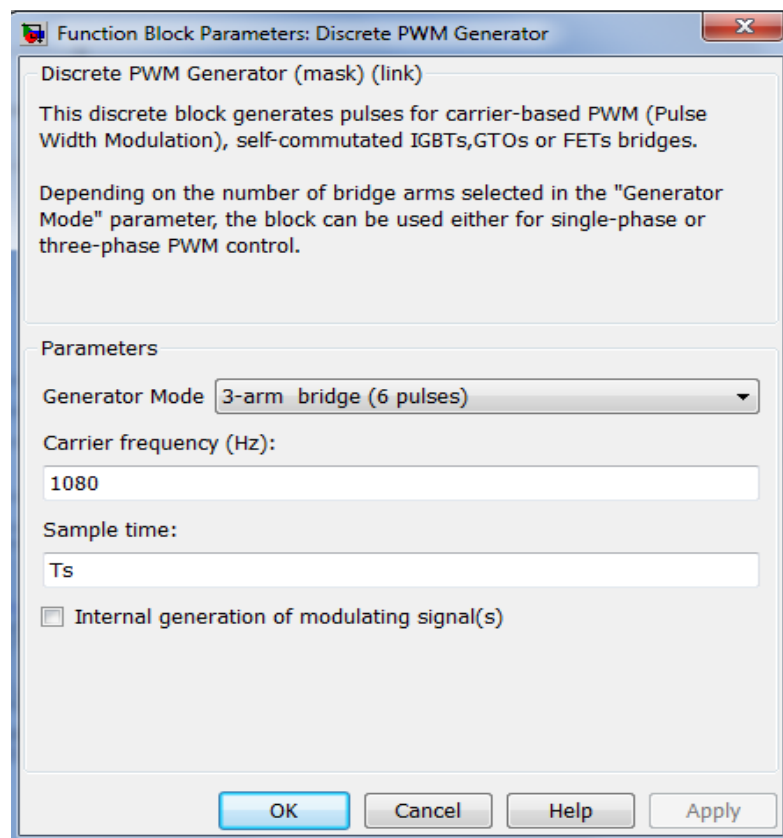 Function Block Parameters: Discrete PWM Generator
Discrete PWM Generator (mask) (link)
This discrete block generates pulses for carrier-based PWM (Pulse
Width Modulation), self-commutated IGBTs,GTOs or FETs bridges.
Depending on the number of bridge arms selected in the "Generator
Mode" parameter, the block can be used either for single-phase or
three-phase PWM control.
Parameters
Generator Mode 3-arm bridge (6 pulses)
Carrier frequency (Hz):
1080
Sample time:
Ts
Internal generation of modulating signal(s)
OK Cancel Help Apply